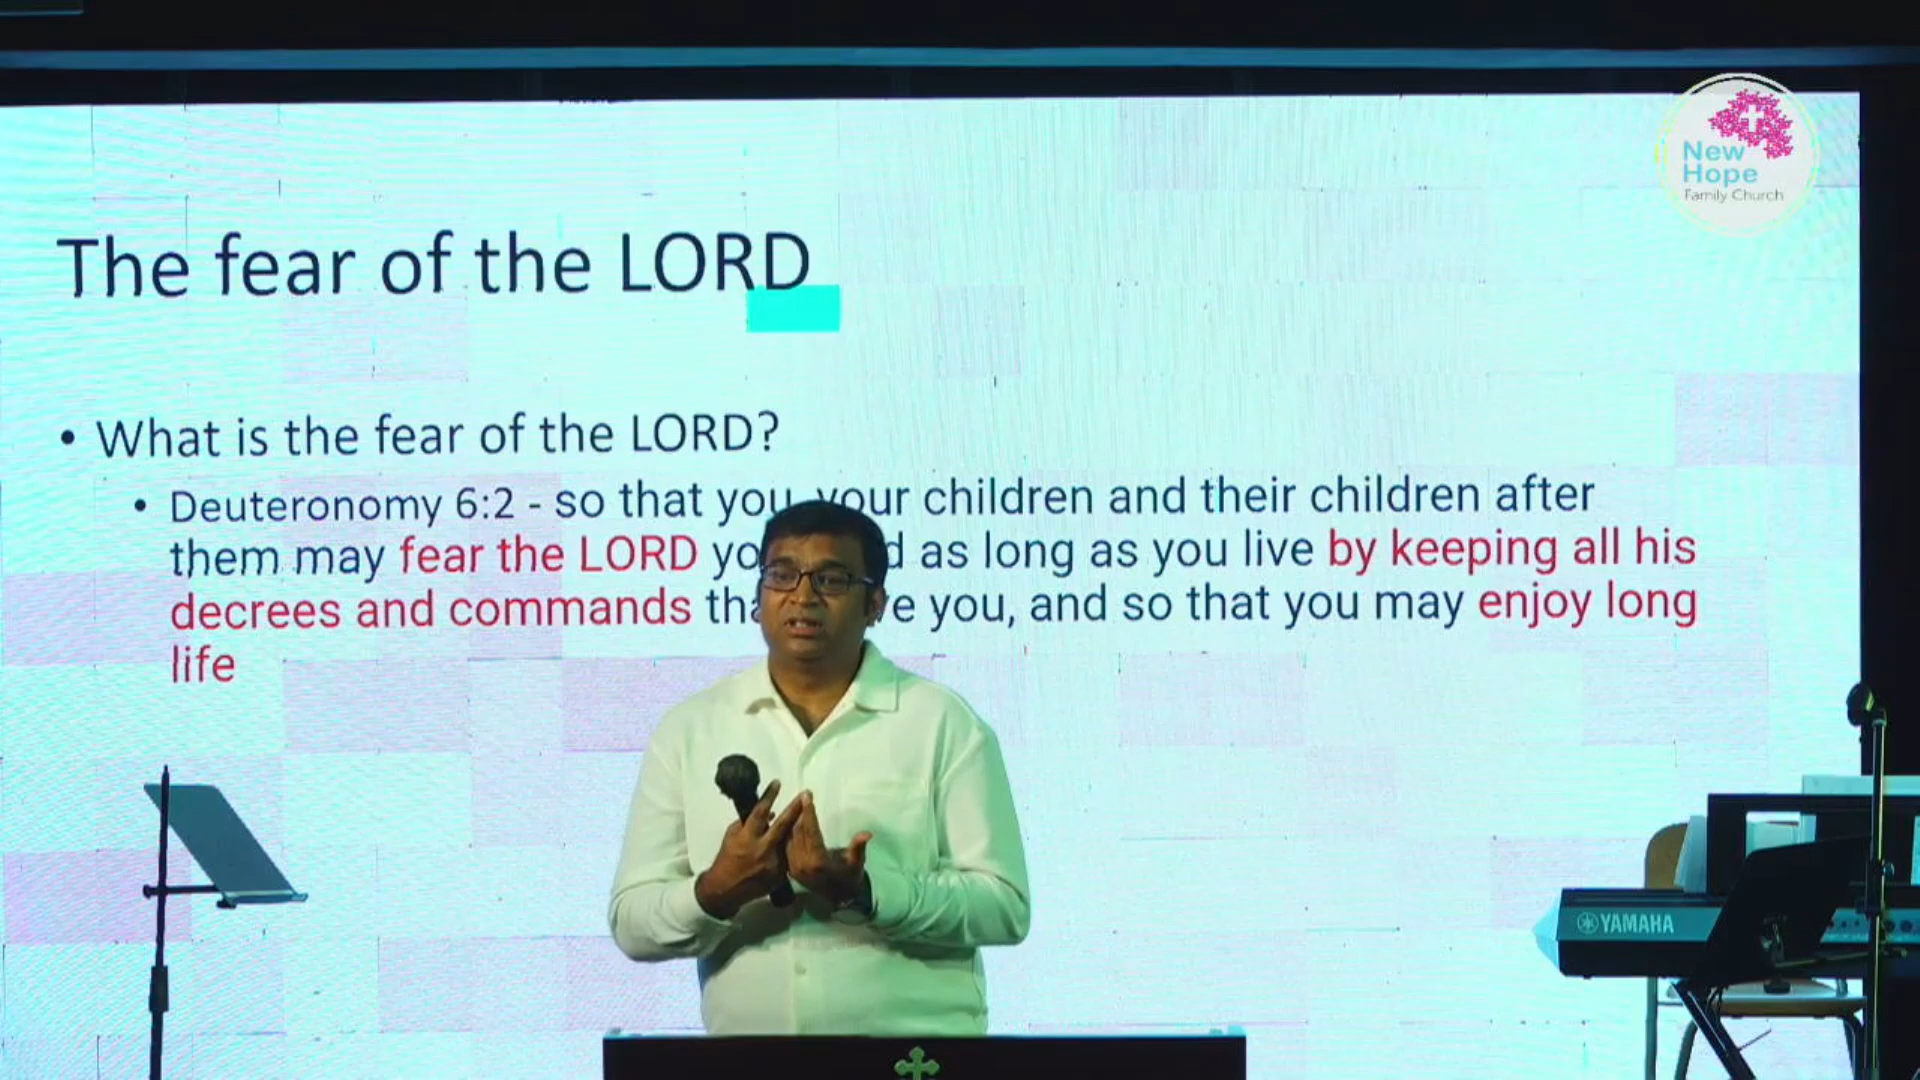 New
Hope
Family Church
The fear of the LORD
• What is the fear of the LORD?
• Deuteronomy 6:2 - so that you, your children and their children after
them may fear the LORD as long as you live by keeping all his
decrees and commands you, and so that you may enjoy long
life
YAMAHA